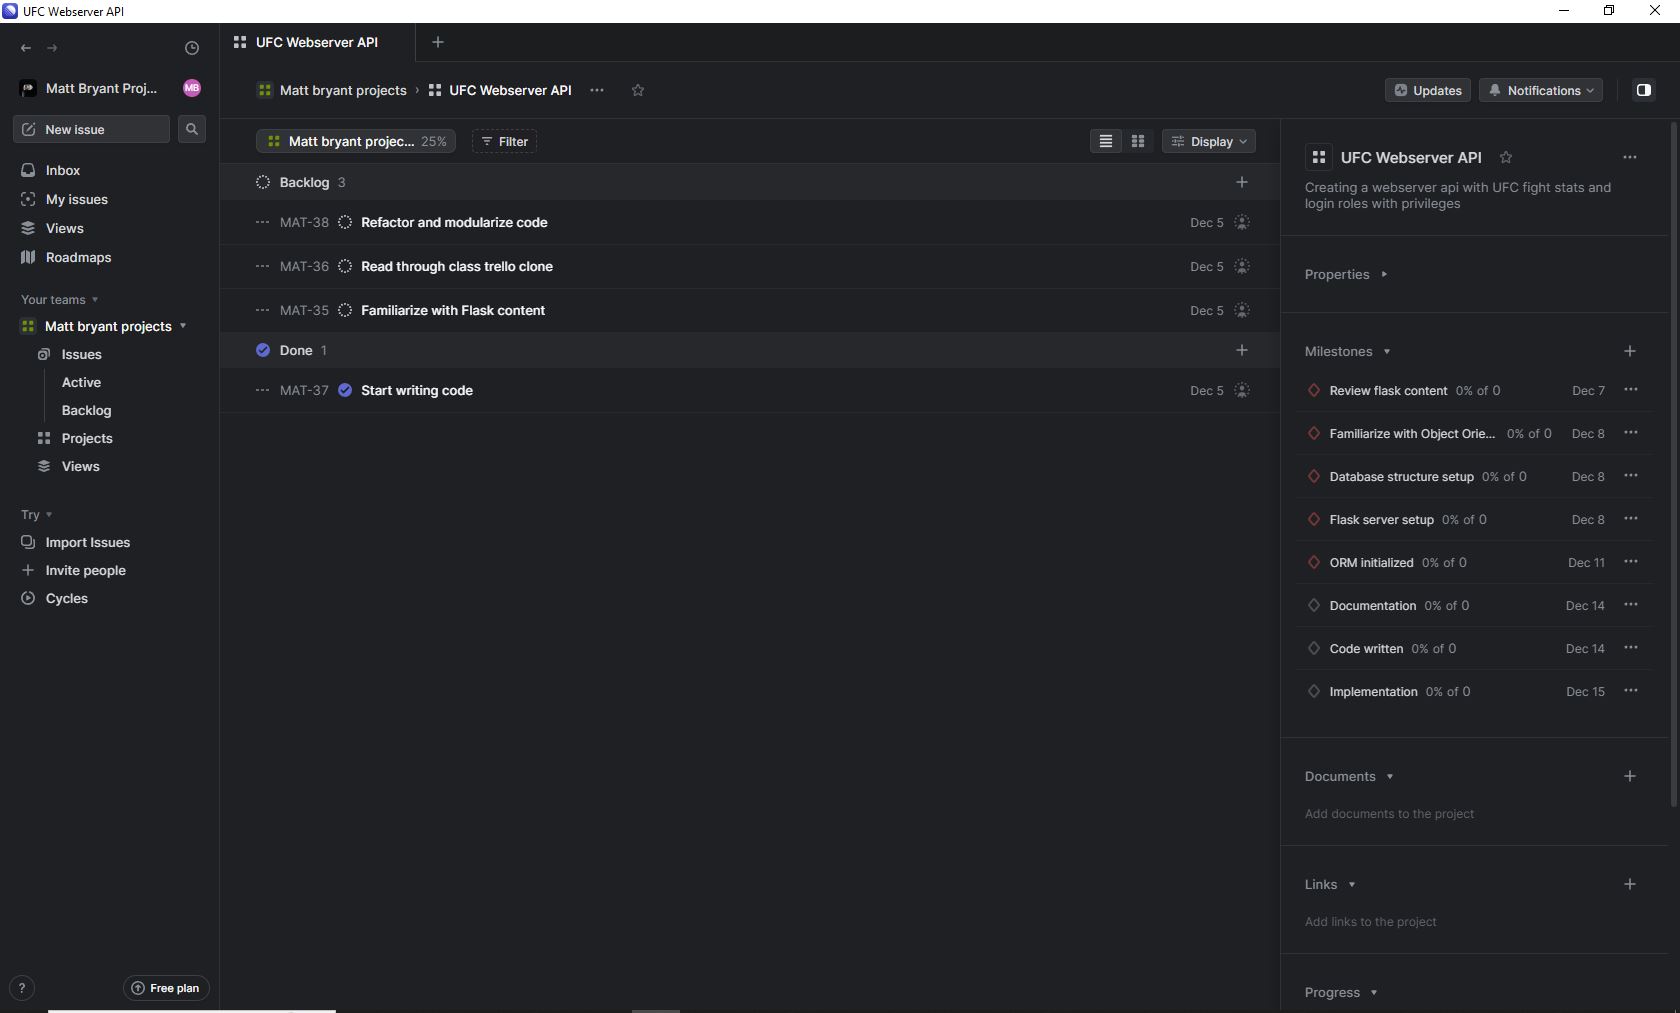 UFC Webserver API
UFC Webserver API
Matt Bryant Proj...
MB
New issue
Inbox
My issues
Views
Roadmaps
Your teams
Matt bryant projects
Issues
Active
Backlog
Projects
Views
Try
Import Issues
Invite people
Cycles
?
Free plan
Matt bryant projects › UFC Webserver API
Updates
Notifications
Matt bryant projec... 25%
Filter
Display
Backlog 3
MAT-38 Refactor and modularize code Dec 5
MAT-36 Read through class trello clone Dec 5
MAT-35 Familiarize with Flask content Dec 5
Done 1
MAT-37 Start writing code Dec 5
UFC Webserver API
Creating a webserver api with UFC fight stats and
login roles with privileges
Properties
Milestones
Review flask content 0% of 0 Dec 7
Familiarize with Object Orie... 0% of 0 Dec 8
Database structure setup 0% of 0 Dec 8
Flask server setup 0% of 0 Dec 8
ORM initialized 0% of 0 Dec 11
Documentation 0% of 0 Dec 14
Code written 0% of 0 Dec 14
Implementation 0% of 0 Dec 15
Documents
Add documents to the project
Links
Add links to the project
Progress